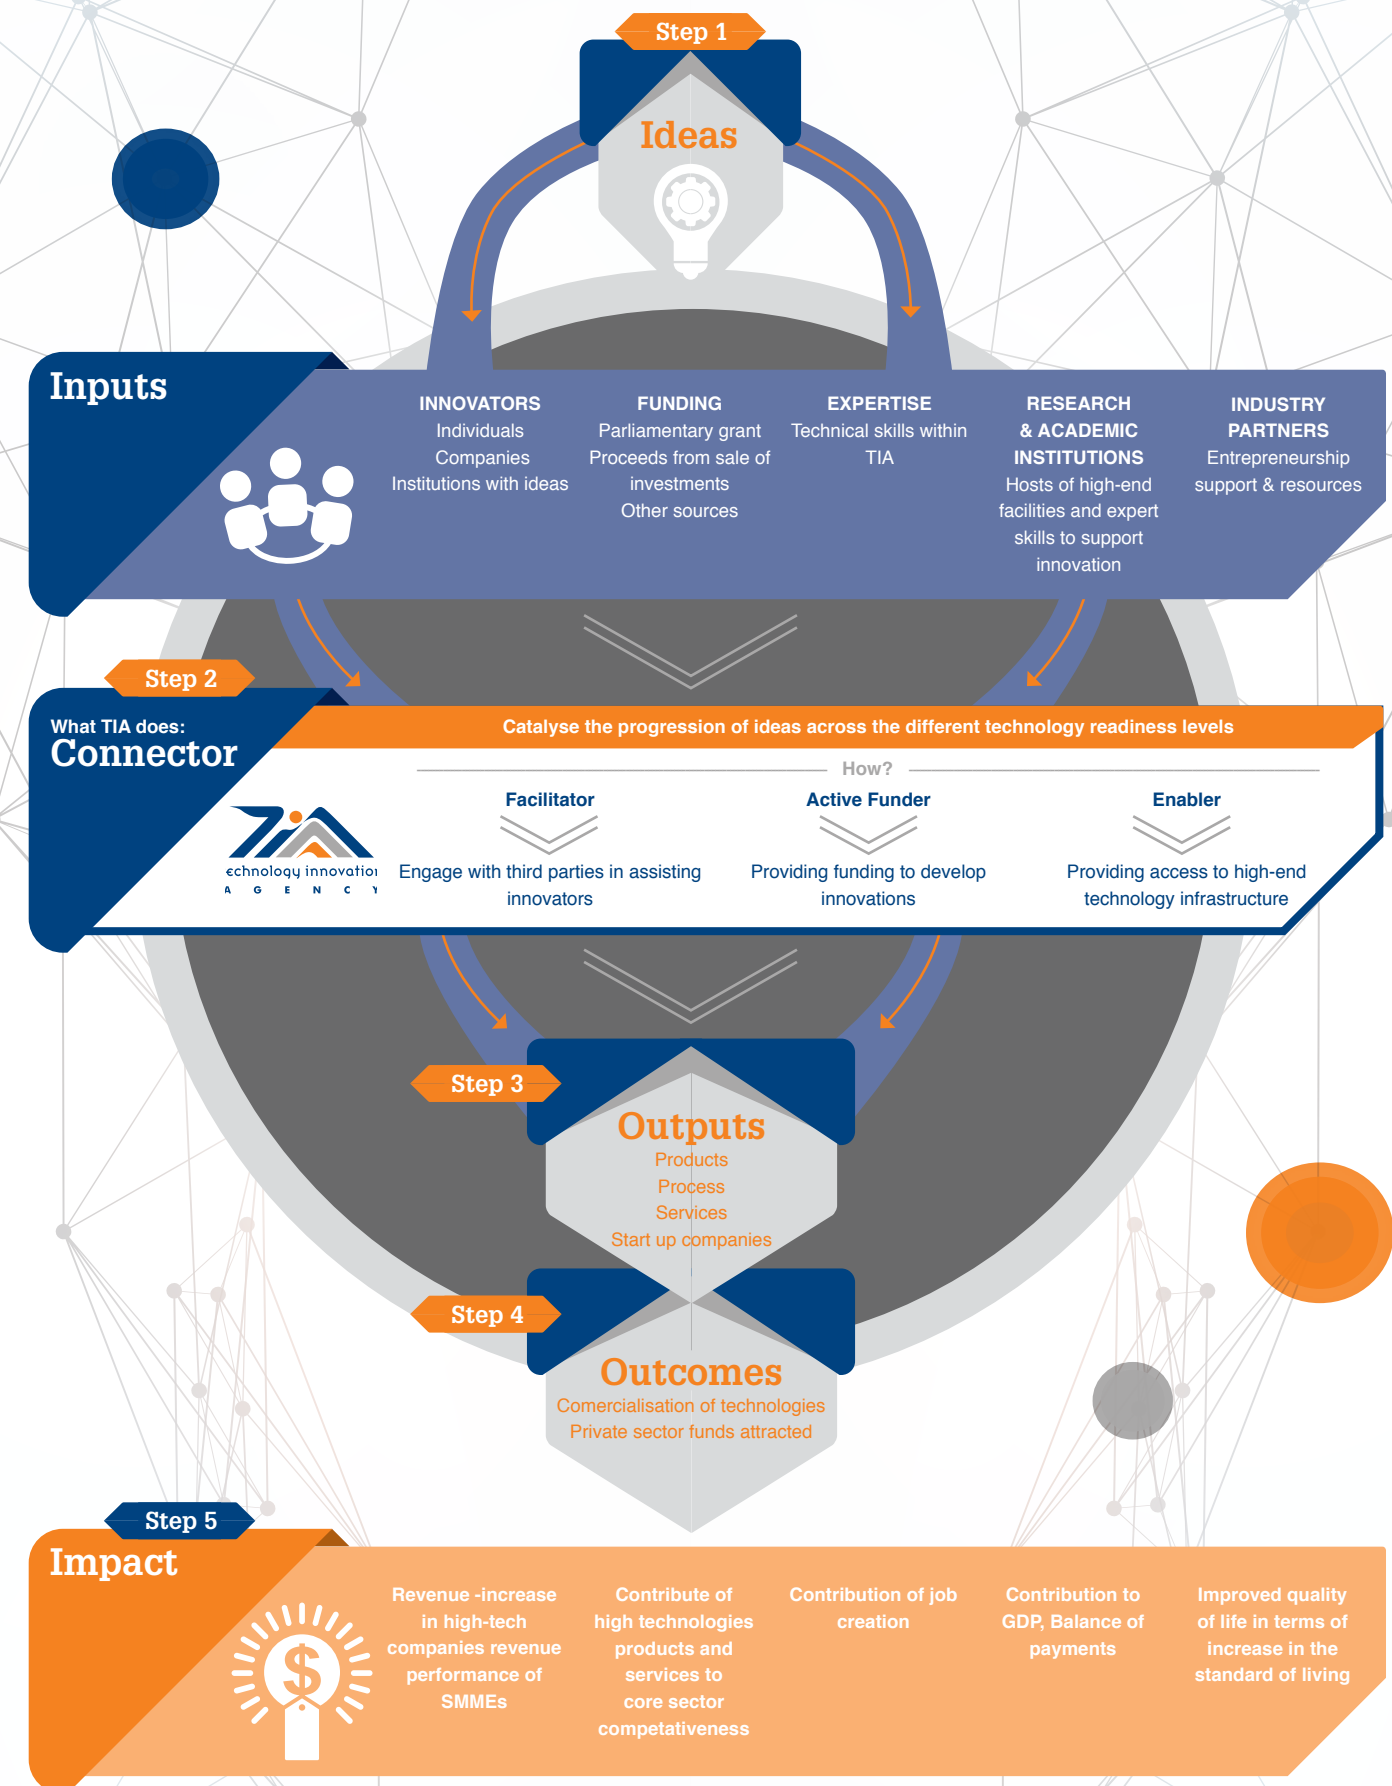 Step 1
Ideas
Inputs
INNOVATORS
Individuals
Companies
Institutions with ideas
FUNDING
Parliamentary grant
Proceeds from sale of
investments
Other sources
EXPERTISE
Technical skills within
TIA
RESEARCH
& ACADEMIC
INSTITUTIONS
Hosts of high-end
facilities and expert
skills to support
innovation
INDUSTRY
PARTNERS
Entrepreneurship
support & resources
Step 2
What TIA does:
Connector
Catalyse the progression of ideas across the different technology readiness levels
How?
echnology innovation
AGENCY
Facilitator
Engage with third parties in assisting
innovators
Active Funder
Providing funding to develop
innovations
Enabler
Providing access to high-end
technology infrastructure
Step 3
Outputs
Products
Process
Services
Start up companies
Step 4
Outcomes
Comercialisation of technologies
Private sector funds attracted
Step 5
Impact
$
Revenue -increase
in high-tech
companies revenue
performance of
SMMEs
Contribute of
high technologies
products and
services to
core sector
competativeness
Contribution of job
creation
Contribution to
GDP, Balance of
payments
Improved quality
of life in terms of
increase in the
standard of living